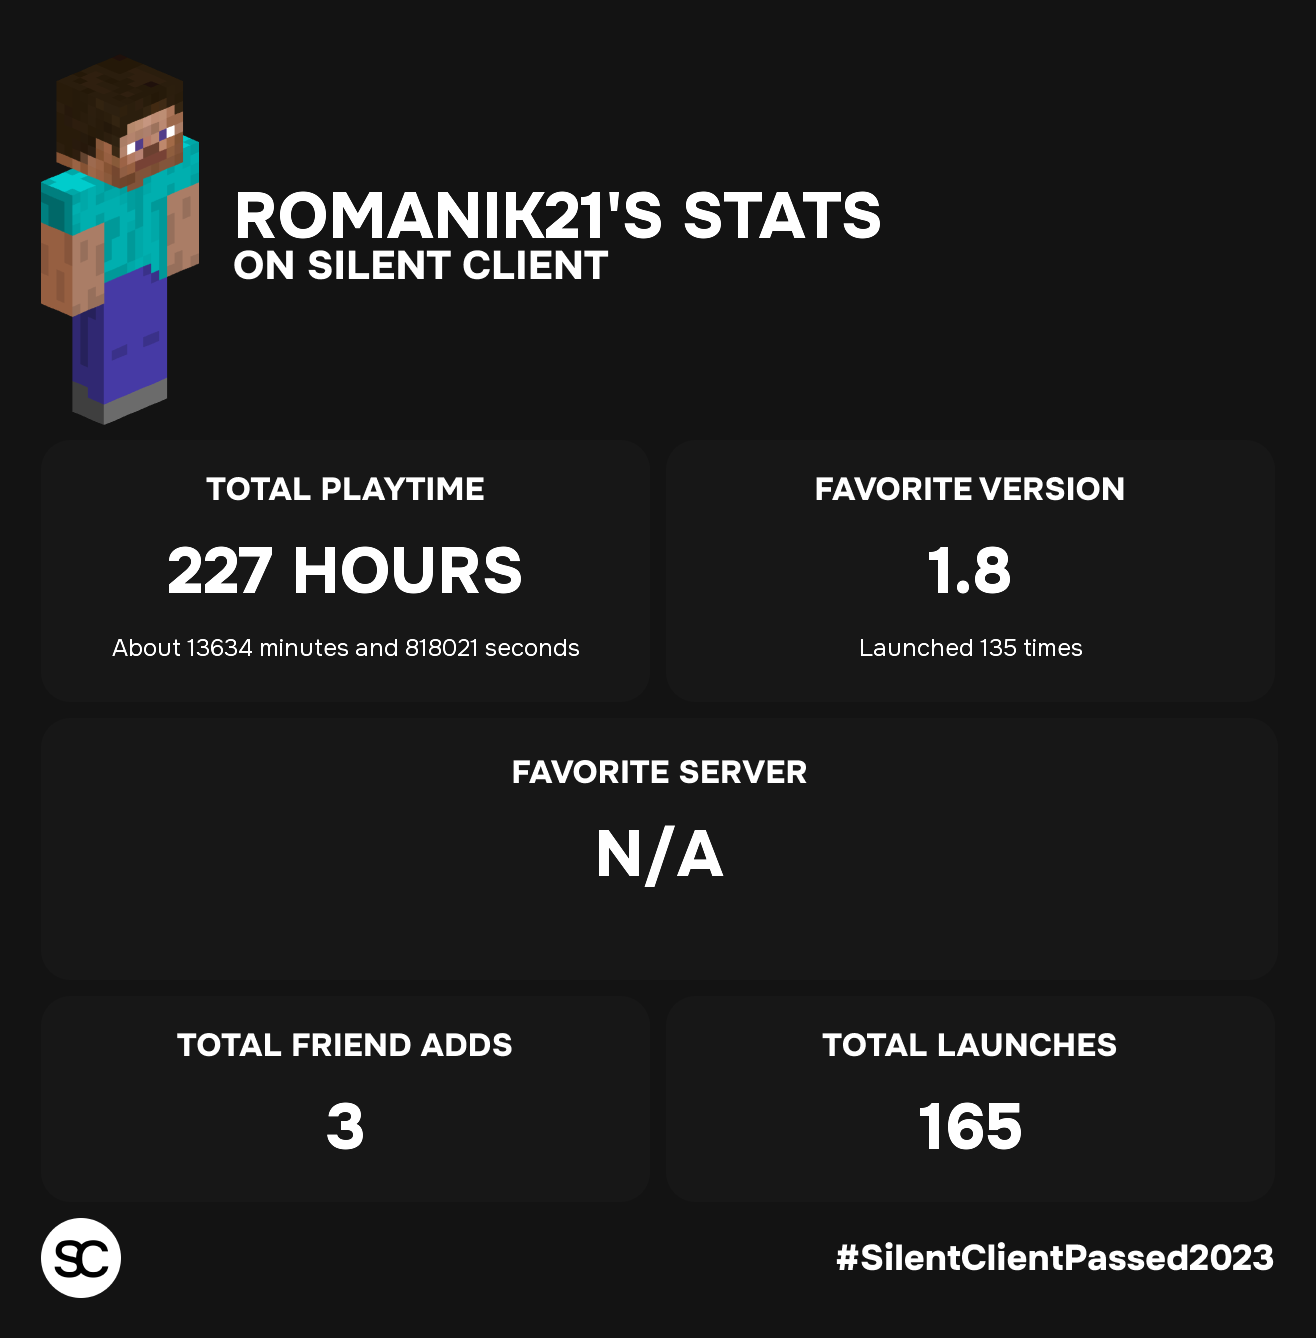 ROMANIK21'S STATS
ON SILENT CLIENT
TOTAL PLAYTIME
227 HOURS
About 13634 minutes and 818021 seconds
FAVORITE VERSION
1.8
Launched 135 times
FAVORITE SERVER
N/A
TOTAL FRIEND ADDS
3
TOTAL LAUNCHES
165
SC
#SilentClientPassed2023